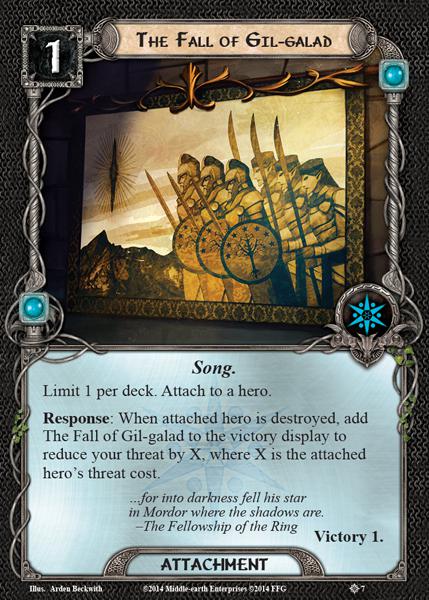 1
The Fall of Gil-galad
Song.
Limit 1 per deck. Attach to a hero.
Response: When attached hero is destroyed, add
The Fall of Gil-galad to the victory display to
reduce your threat by X, where X is the attached
hero's threat cost.
...for into darkness fell his star
in Mordor where the shadows are.
–The Fellowship of the Ring
Victory 1.
ATTACHMENT
Illus. Arden Beckwith ©2014 Middle-earth Enterprises ©2014 FFG 7